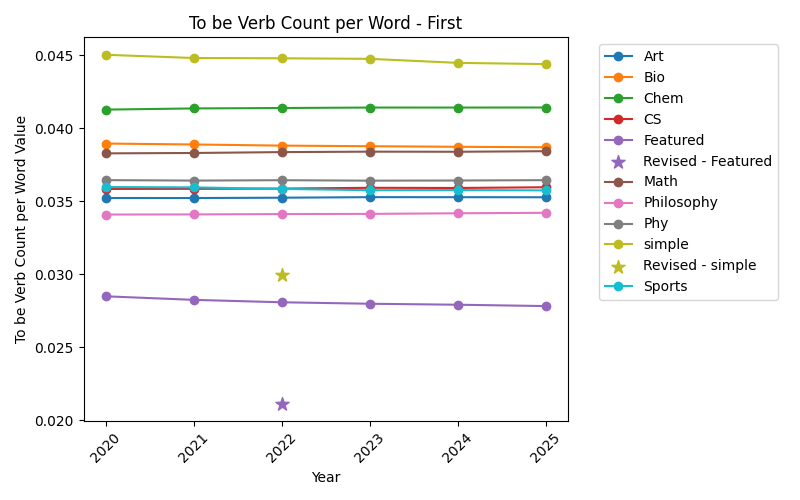 To be Verb Count per Word - First
To be Verb Count per Word Value
0.045
0.040
0.035
0.030
0.025
0.020
2020
2021
2022
2023
2024
2025
Year
Art
Bio
Chem
CS
Featured
Revised - Featured
Math
Philosophy
Phy
simple
Revised - simple
Sports